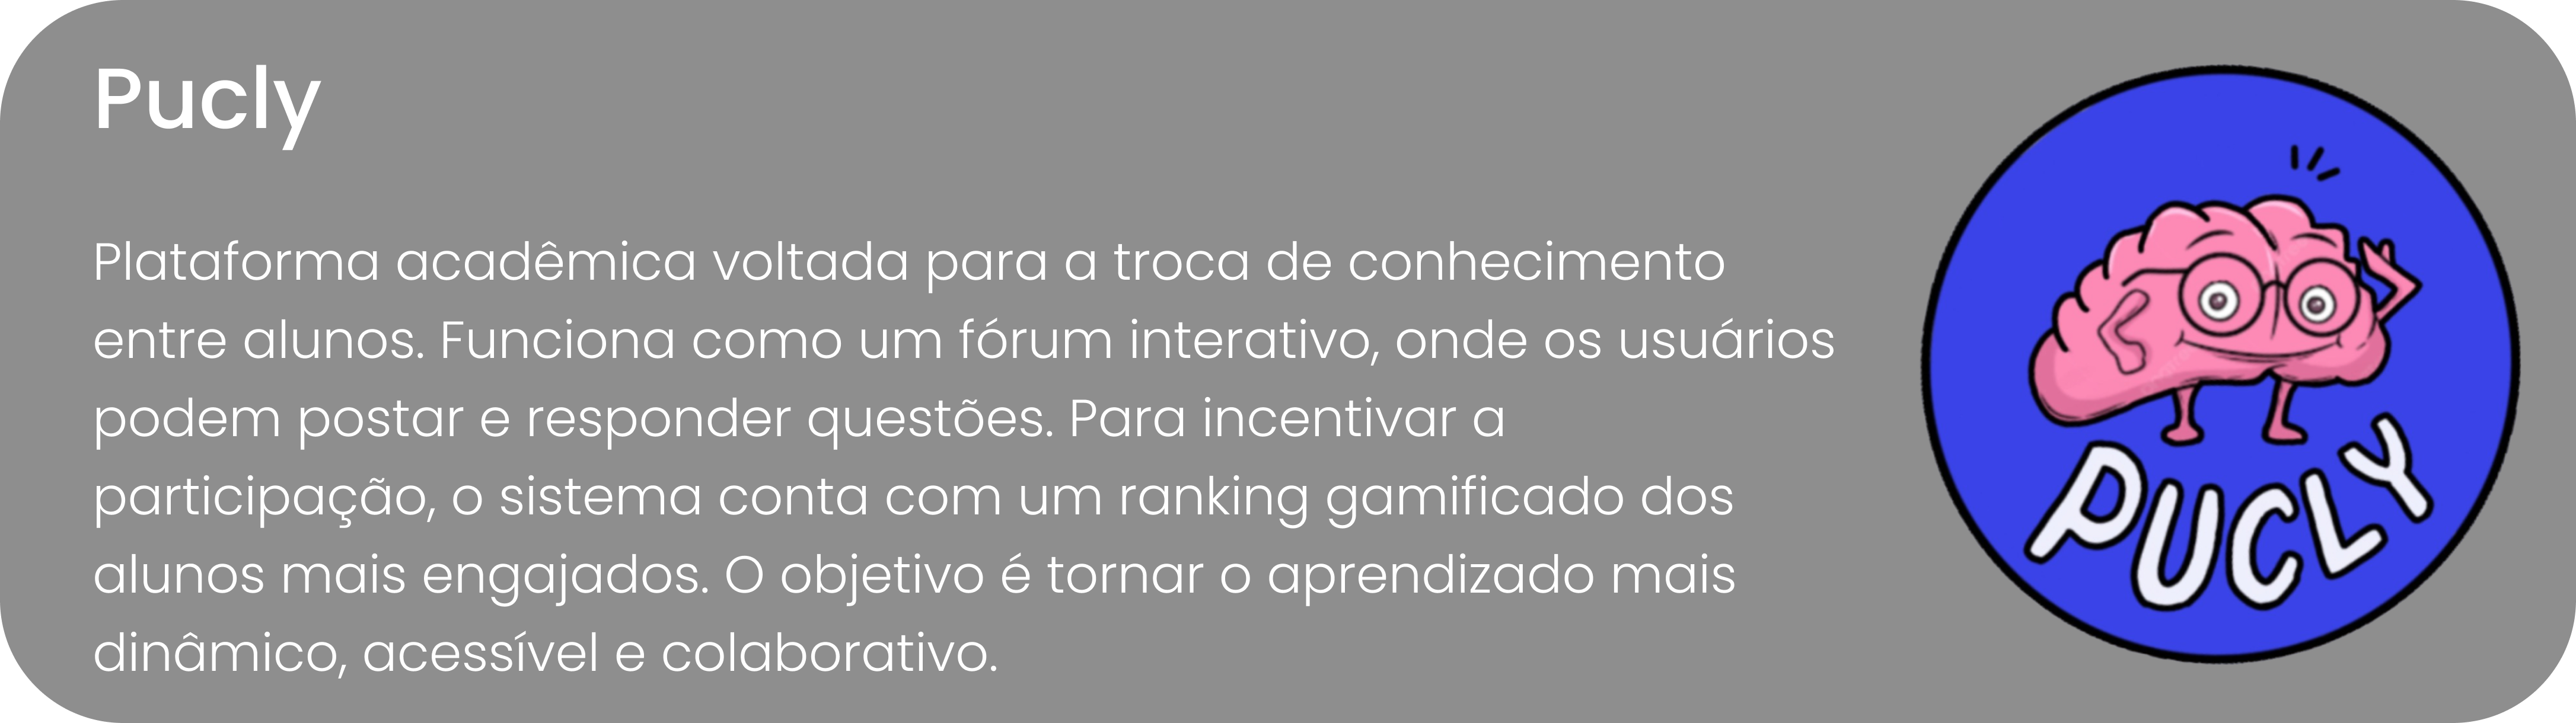 Pucly
Plataforma acadêmica voltada para a troca de conhecimento
entre alunos. Funciona como um fórum interativo, onde os usuários
podem postar e responder questões. Para incentivar a
participação, o sistema conta com um ranking gamificado dos
alunos mais engajados. O objetivo é tornar o aprendizado mais
dinâmico, acessível e colaborativo.
PUCLY